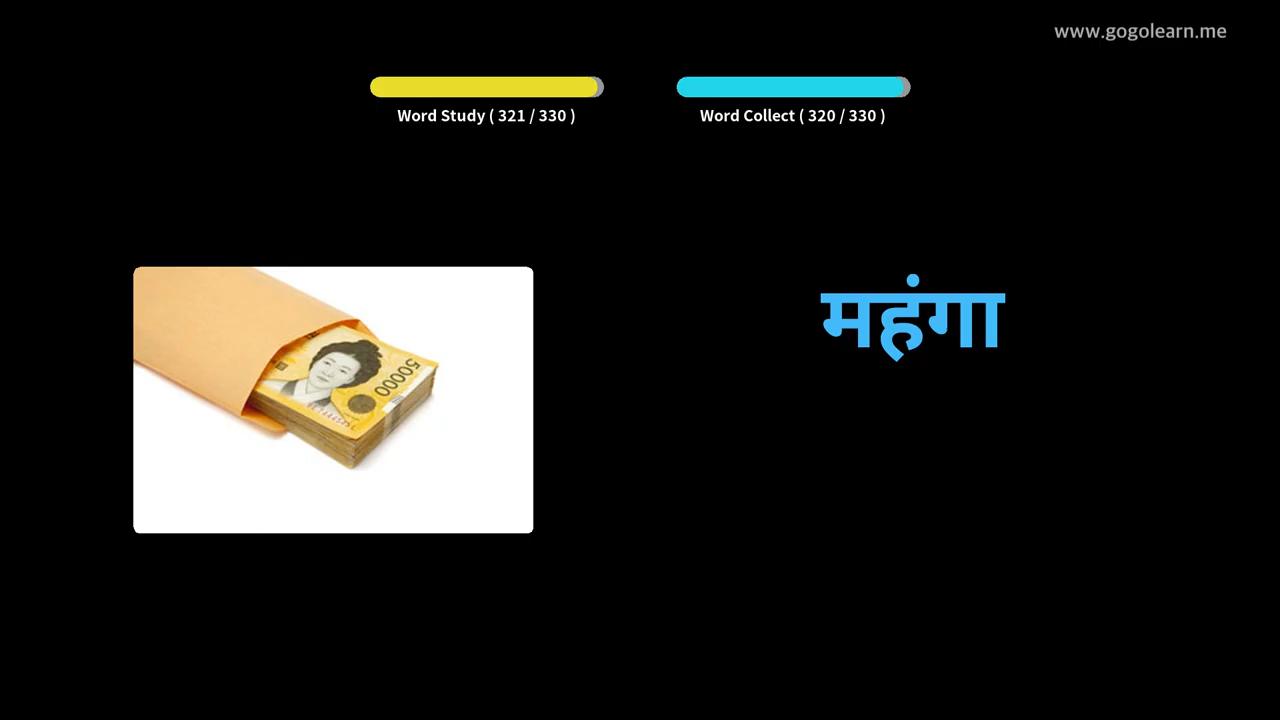 www.gogolearn.me
Word Study ( 321 / 330 )
Word Collect ( 320 / 330 )
महंगा
50000